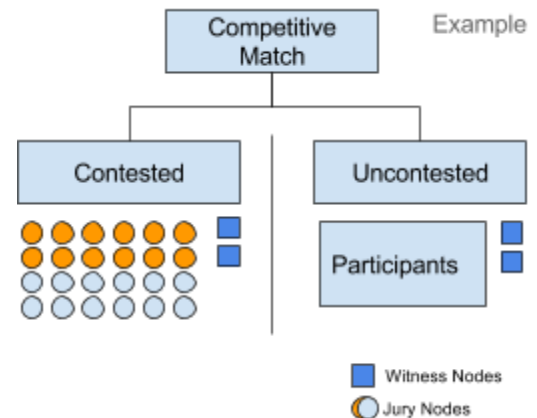 Example
Competitive
Match
Contested
Uncontested
Participants
Witness Nodes
Jury Nodes